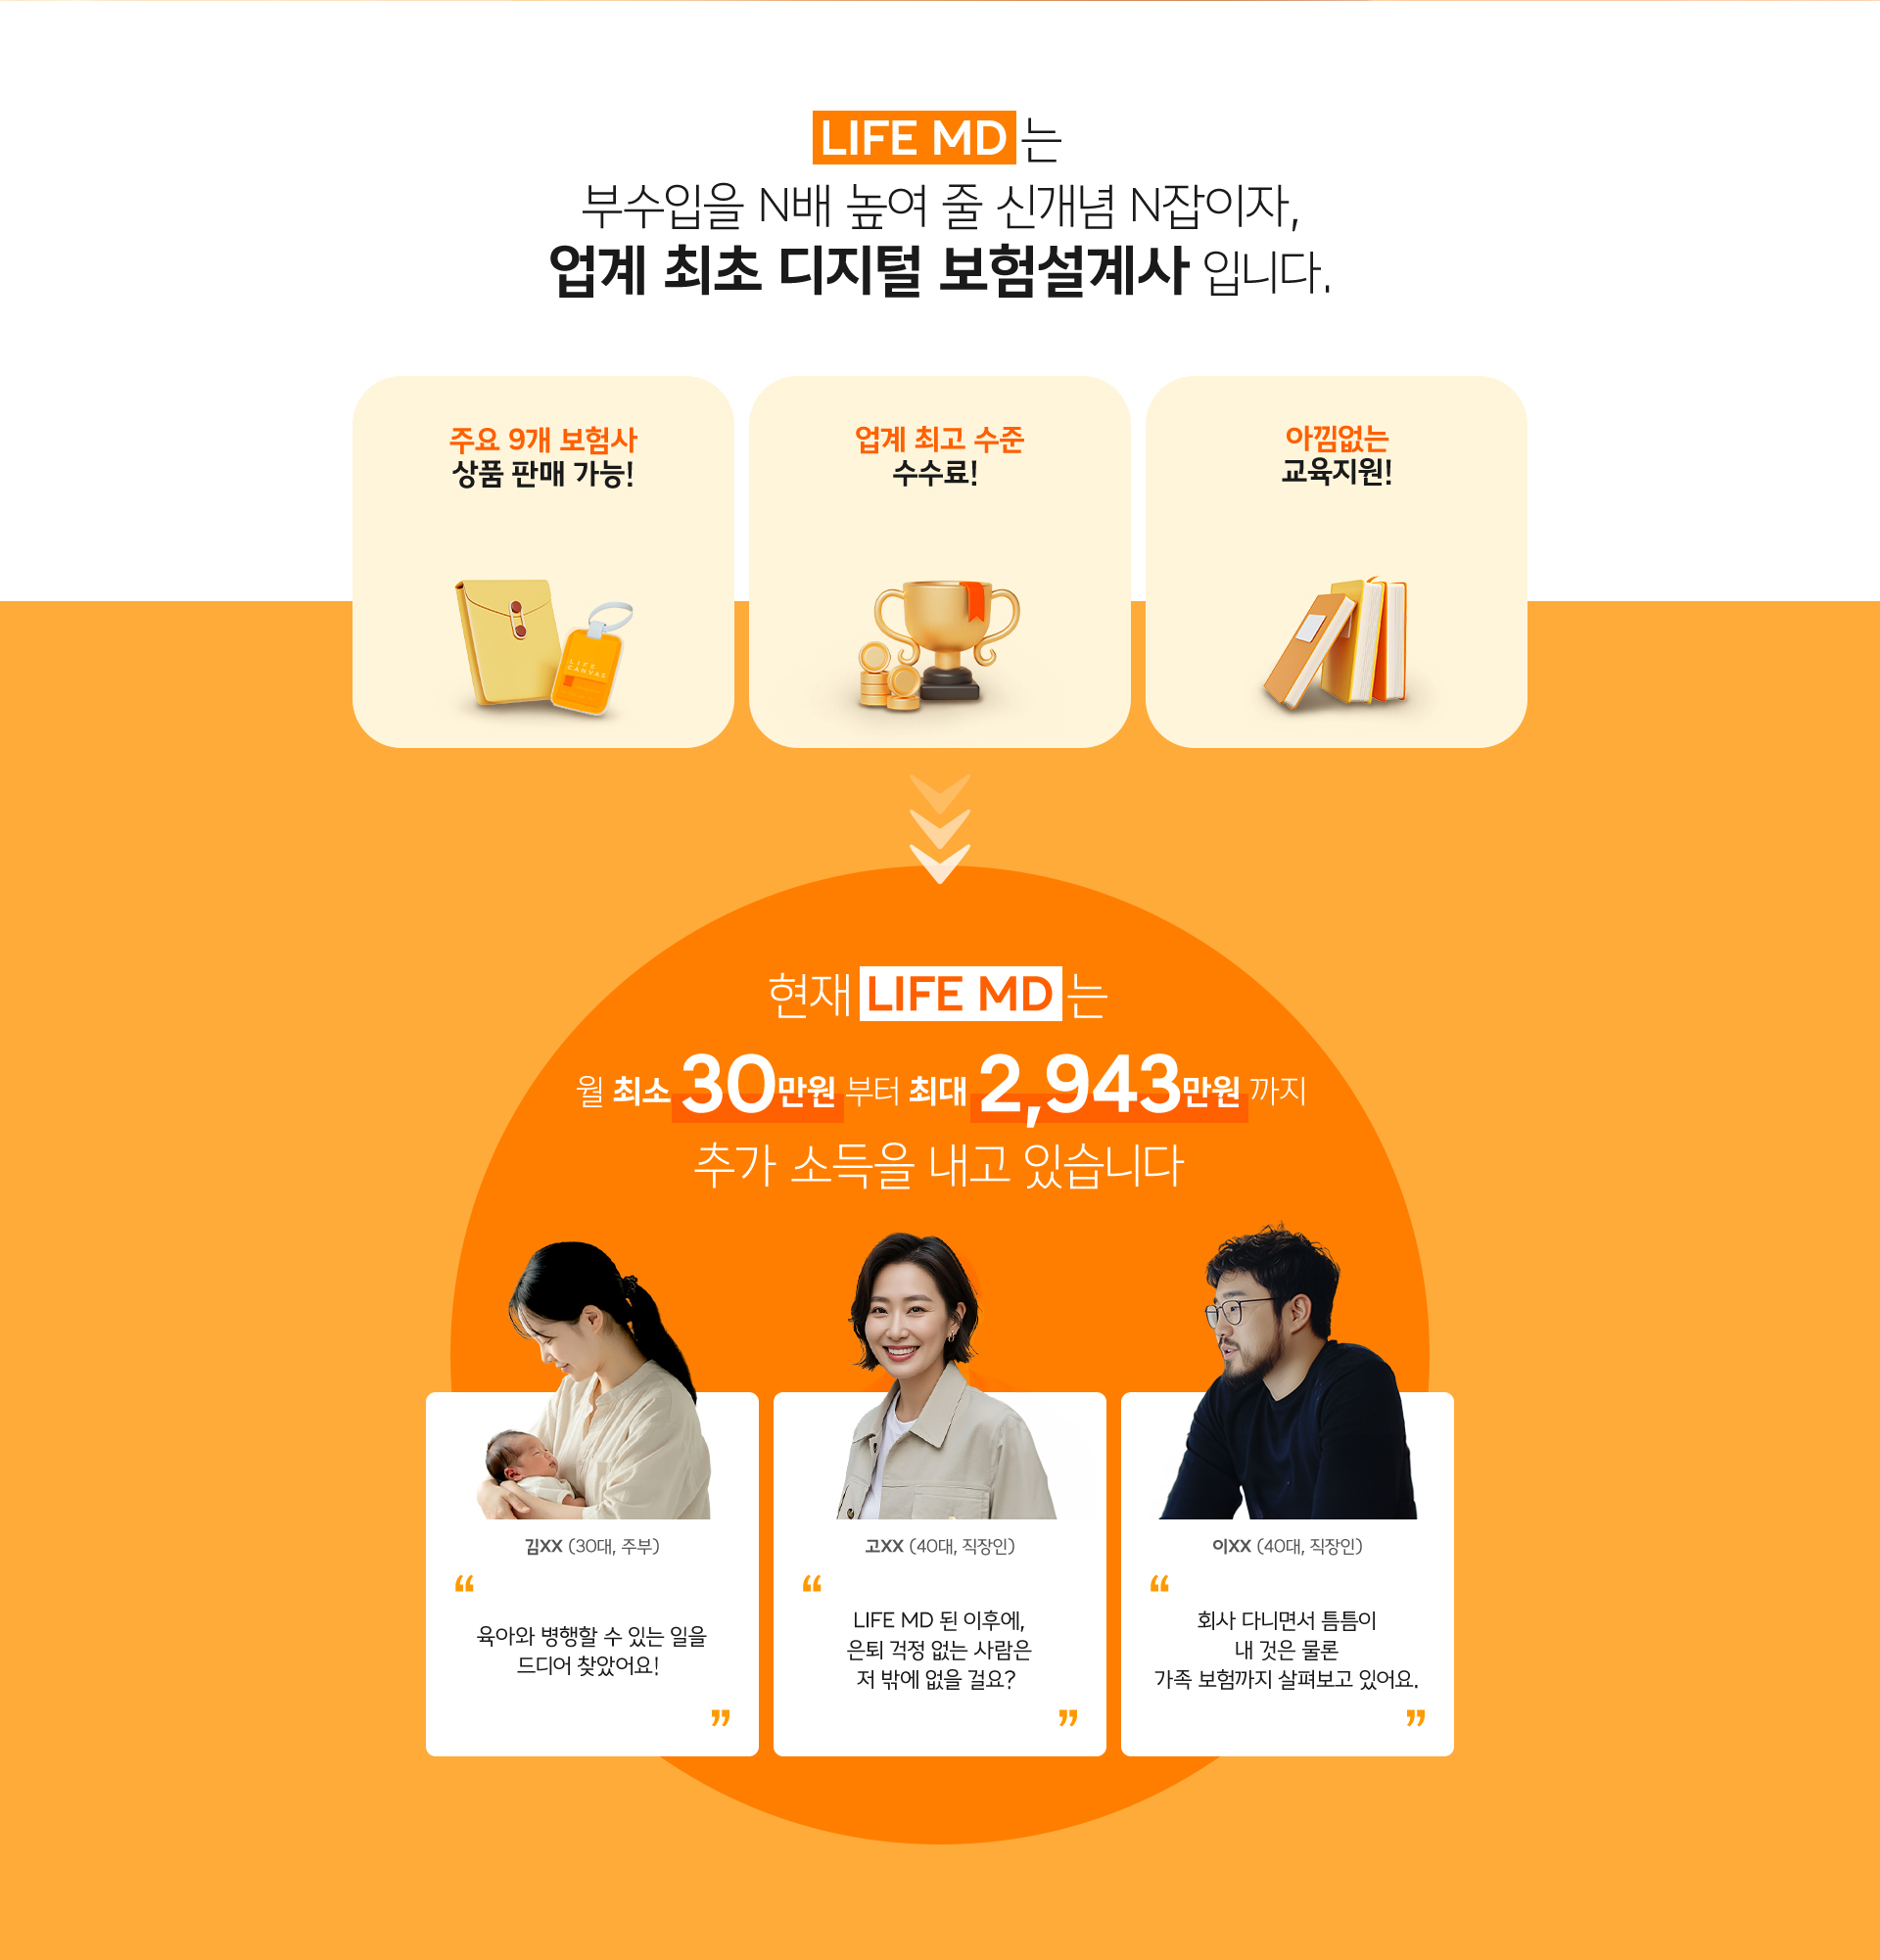 LIFE MD는
부수입을 N배 높여 줄 신개념 N잡이자,
업계 최초 디지털 보험설계사 입니다.
주요 9개 보험사
상품 판매 가능!
업계 최고 수준
수수료!
아낌없는
교육지원!
LIFE
CANVAS
현재 LIFE MD는
월 최소 30만원 부터 최대 2,943만원 까지
추가 소득을 내고 있습니다
김XX (30대, 주부)
“
육아와 병행할 수 있는 일을
드디어 찾았어요!
”
고XX (40대, 직장인)
“
LIFE MD 된 이후에,
은퇴 걱정 없는 사람은
저 밖에 없을 걸요?
”
이XX (40대, 직장인)
“
회사 다니면서 틈틈이
내 것은 물론
가족 보험까지 살펴보고 있어요.
”